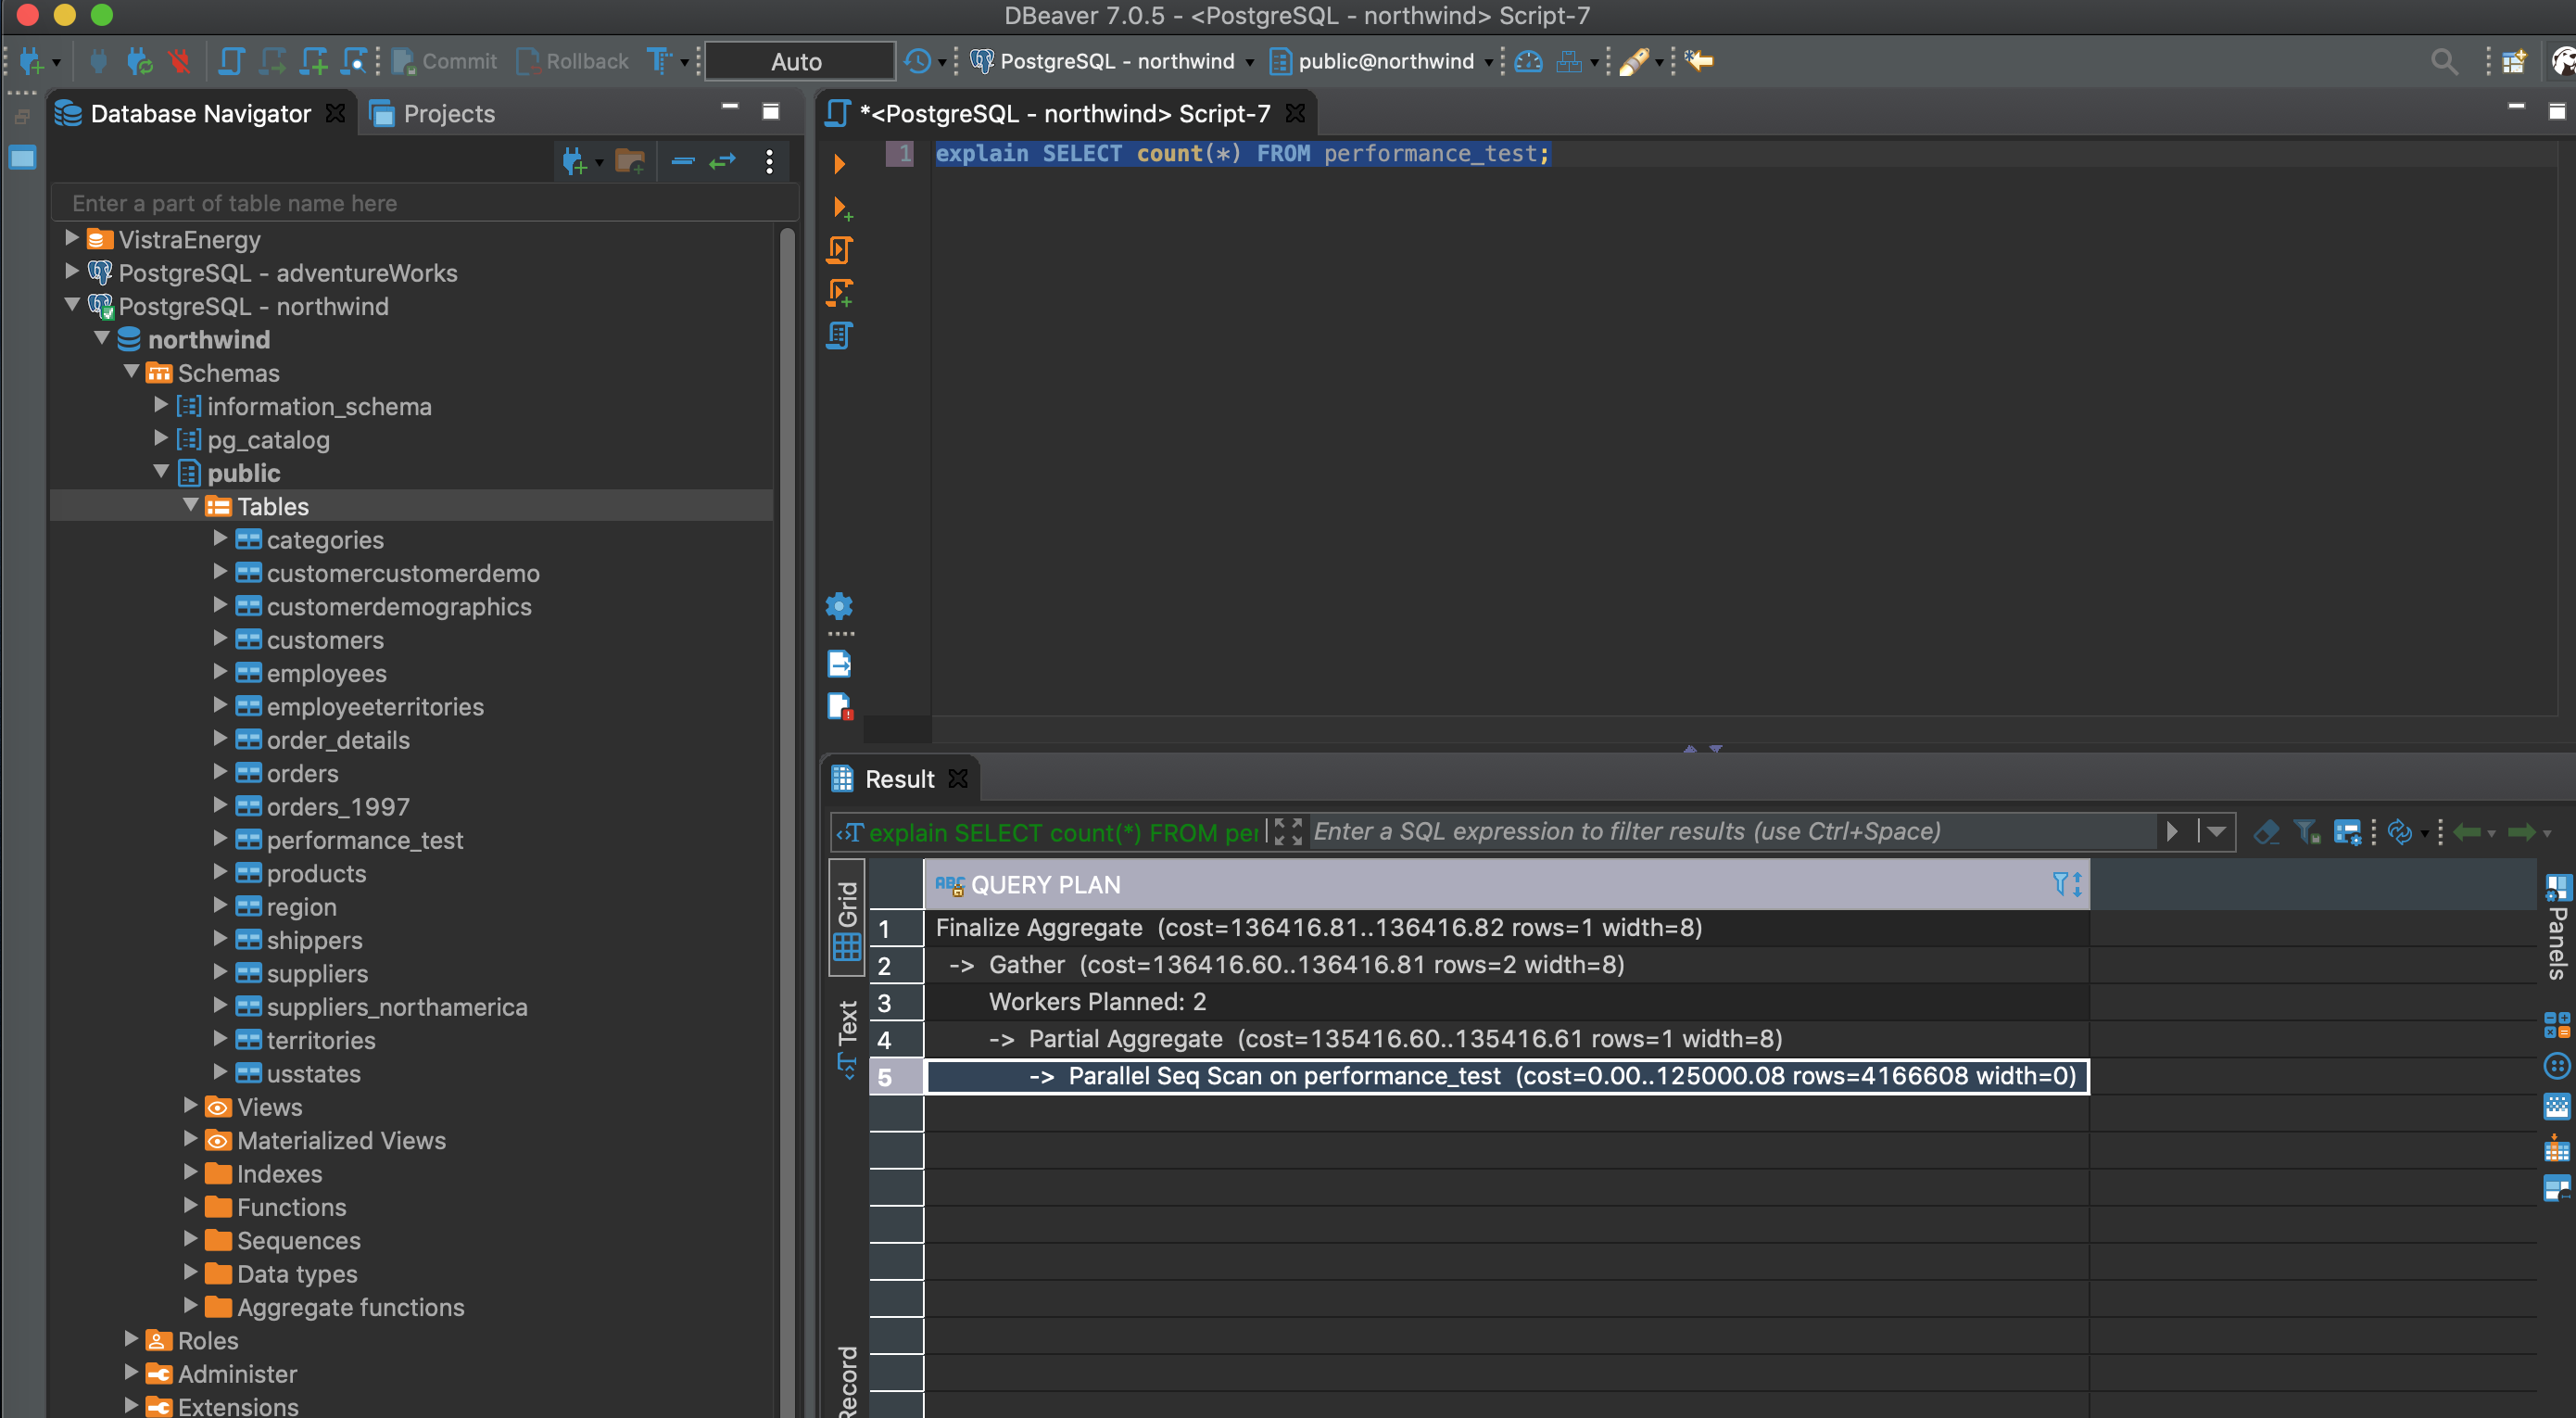 DBeaver 7.0.5 - <PostgreSQL - northwind> Script-7
Commit
Rollback
Auto
PostgreSQL - northwind
public@northwind
Database Navigator
Projects
Enter a part of table name here
VistraEnergy
PostgreSQL - adventureWorks
PostgreSQL - northwind
northwind
Schemas
information_schema
pg_catalog
public
Tables
categories
customercustomerdemo
customerdemographics
customers
employees
employeeterritories
order_details
orders
orders_1997
performance_test
products
region
shippers
suppliers
suppliers_northamerica
territories
usstates
Views
Materialized Views
Indexes
Functions
Sequences
Data types
Aggregate functions
Roles
Administer
Extensions
*<PostgreSQL - northwind> Script-7
1 explain SELECT count(*) FROM performance_test;
Result
explain SELECT count(*) FROM per
Enter a SQL expression to filter results (use Ctrl+Space)
Grid
Text
Record
ABC QUERY PLAN
1 Finalize Aggregate (cost=136416.81..136416.82 rows=1 width=8)
2 -> Gather (cost=136416.60..136416.81 rows=2 width=8)
3 Workers Planned: 2
4 -> Partial Aggregate (cost=135416.60..135416.61 rows=1 width=8)
5 -> Parallel Seq Scan on performance_test (cost=0.00..125000.08 rows=4166608 width=0)
Panels